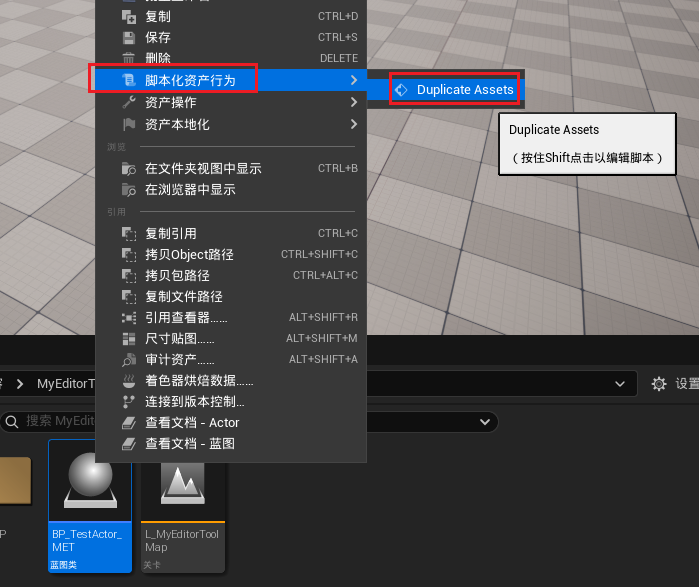 复制 CTRL+D
保存 CTRL+S
删除 DELETE
脚本化资产行为
Duplicate Assets
资产操作
Duplicate Assets
资产本地化
（按住Shift点击以编辑脚本）
浏览
在文件夹视图中显示 CTRL+B
在浏览器中显示
引用
复制引用 CTRL+C
拷贝Object路径 CTRL+SHIFT+C
拷贝包路径 CTRL+ALT+C
复制文件路径
引用查看器…… ALT+SHIFT+R
尺寸贴图…… ALT+SHIFT+M
审计资产…… ALT+SHIFT+A
着色器烘焙数据……
MyEditorT
设置
连接到版本控制…
搜索 MyEdit
查看文档 - Actor
查看文档 - 蓝图
P
BP_TestActor_
MET
蓝图类
L_MyEditorTool
Map
关卡